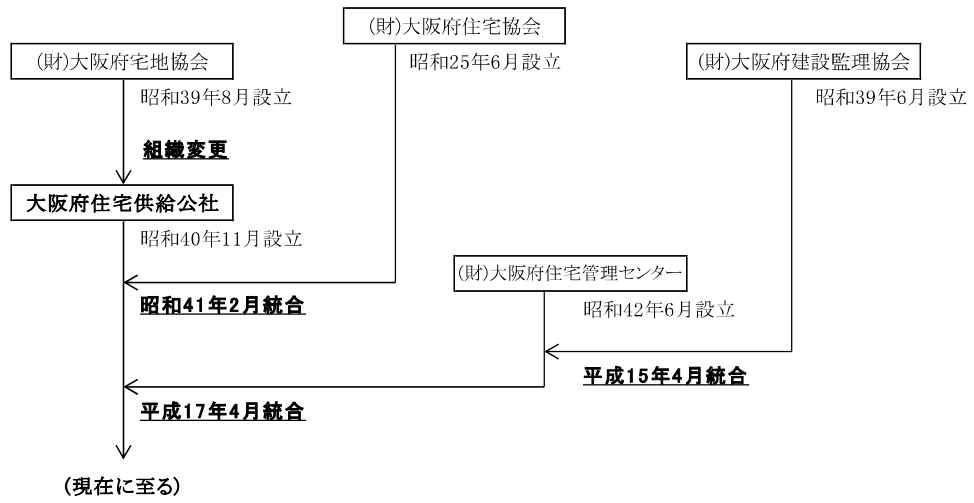 (財)大阪府住宅協会
(財)大阪府宅地協会
昭和25年6月設立
(財)大阪府建設監理協会
昭和39年8月設立
昭和39年6月設立
組織変更
大阪府住宅供給公社
昭和40年11月設立
(財)大阪府住宅管理センター
昭和41年2月統合
昭和42年6月設立
平成15年4月統合
平成17年4月統合
(現在に至る)